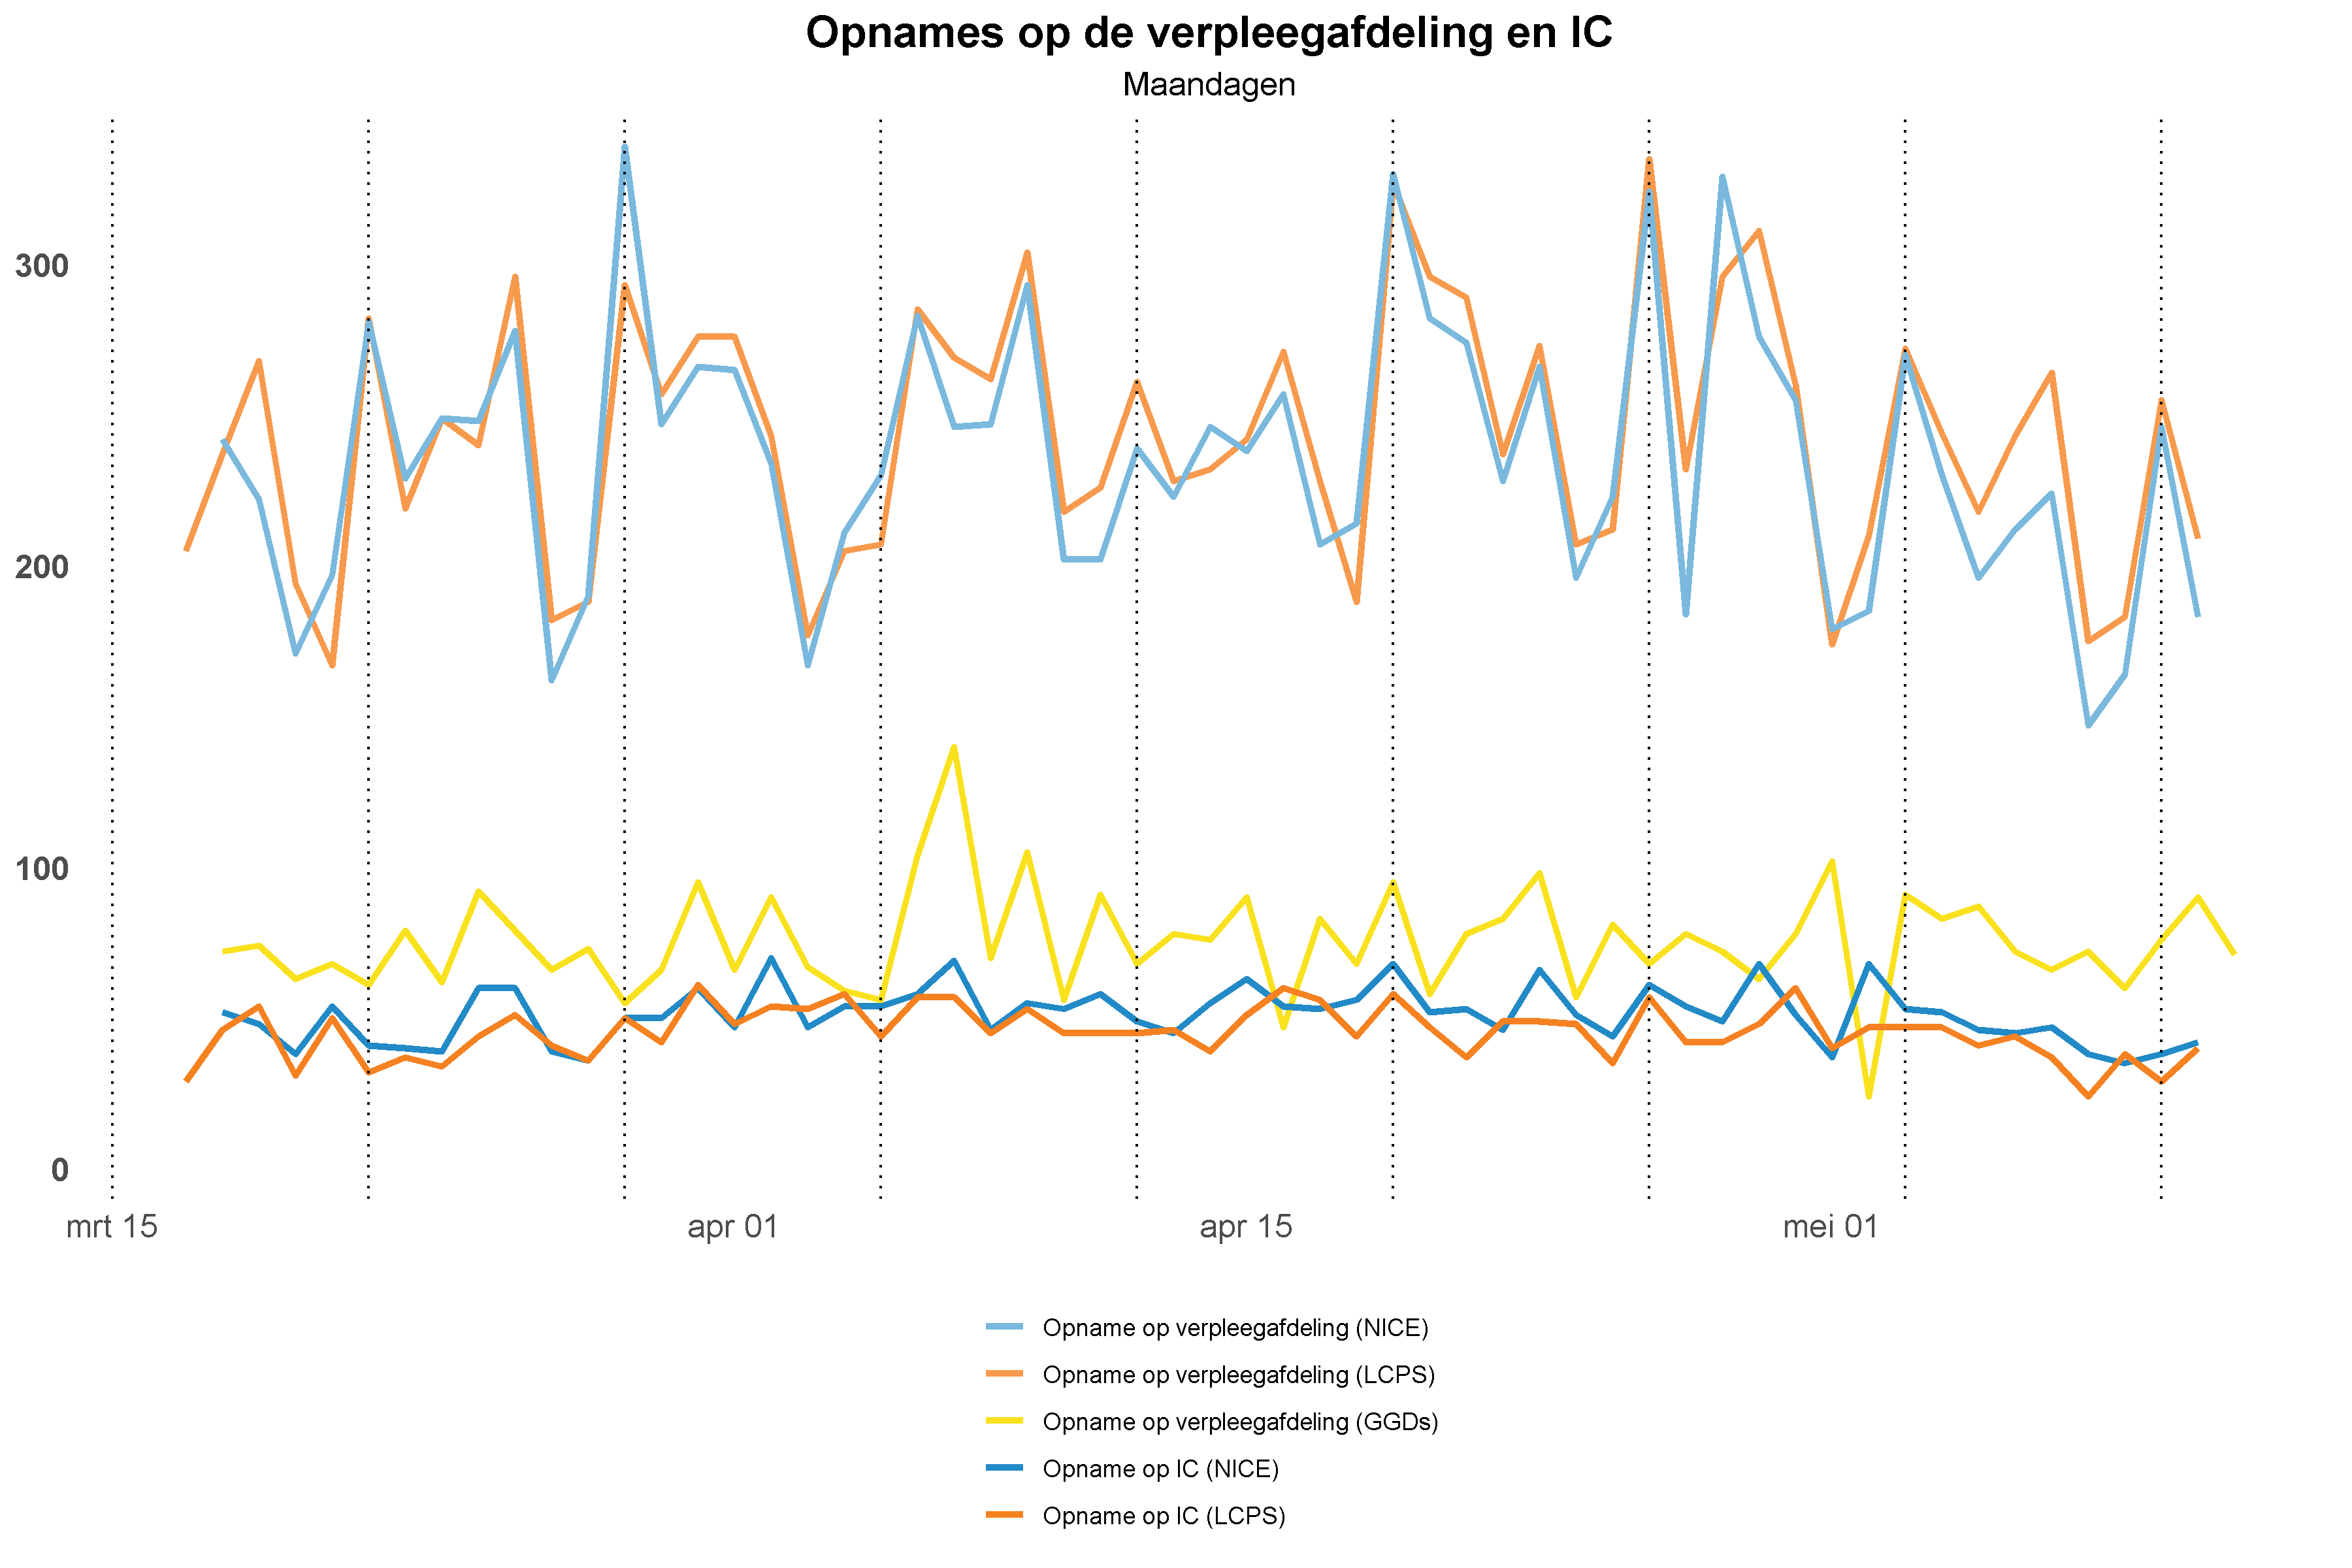 Opnames op de verpleegafdeling en IC
Maandagen
300
200
100
0
mrt 15
apr 01
apr 15
mei 01
Opname op verpleegafdeling (NICE)
Opname op verpleegafdeling (LCPS)
Opname op verpleegafdeling (GGDs)
Opname op IC (NICE)
Opname op IC (LCPS)